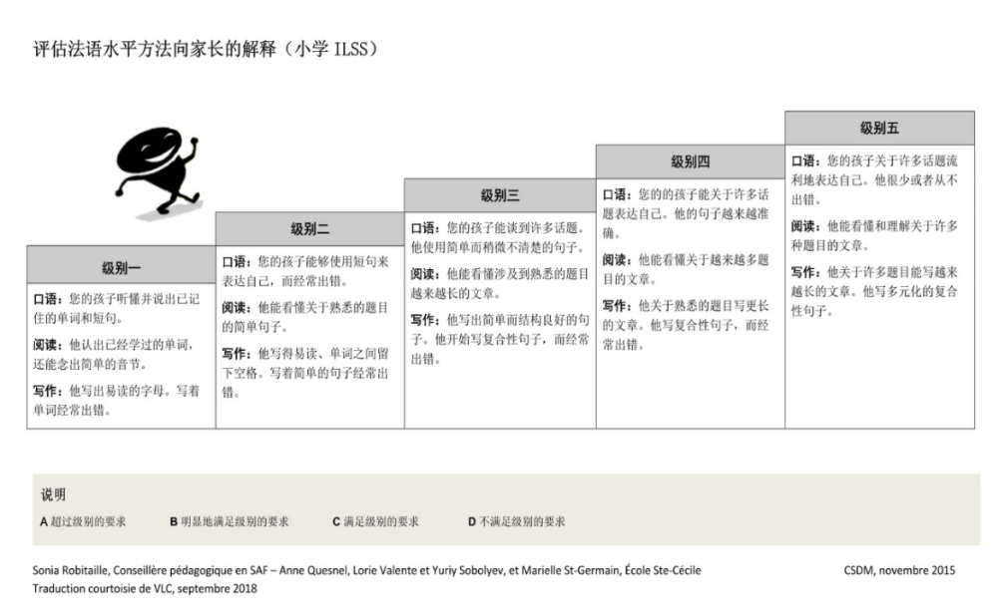 评估法语水平方法向家长的解释（小学 ILSS）
级别一
口语：您的孩子听懂并说出已记
住的单词和短句。
阅读：他认出已经学过的单词，
还能念出简单的音节。
写作：他写出易读的字母。写着
单词经常出错。
级别二
口语：您的孩子能够使用短句来
表达自己，而经常出错。
阅读：他能看懂关于熟悉的题目
的简单句子。
写作：他写得易读、单词之间留
下空格。写着简单的句子经常出
错。
级别三
口语：您的孩子能谈到许多话题。
他使用简单而稍微不清楚的句子。
阅读：他能看懂涉及到熟悉的题目
越来越长的文章。
写作：他写出简单而结构良好的句
子。他开始写复合性句子，而经常
出错。
级别四
口语：您的的孩子能关于许多话
题表达自己。他的句子越来越准
确。
阅读：他能看懂关于越来越多题
目的文章。
写作：他关于熟悉的题目写更长
的文章。他写复合性句子，而经
常出错。
级别五
口语：您的孩子关于许多话题流
利地表达自己。他很少或者从不
出错。
阅读：他能看懂和理解关于许多
种题目的文章。
写作：他关于许多题目能写越来
越长的文章。他写多元化的复合
性句子。
说明
A 超过级别的要求 B 明显地满足级别的要求 C 满足级别的要求 D 不满足级别的要求
Sonia Robitaille, Conseillère pédagogique en SAF – Anne Quesnel, Lorie Valente et Yuriy Sobolyev, et Marielle St-Germain, École Ste-Cécile CSDM, novembre 2015
Traduction courtoisie de VLC, septembre 2018